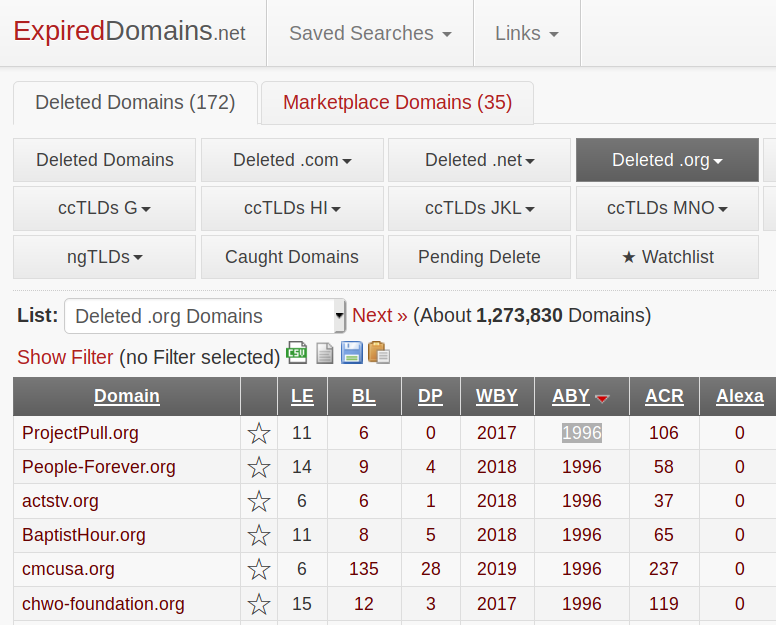 ExpiredDomains.net Saved Searches Links
Deleted Domains (172) Marketplace Domains (35)
Deleted Domains Deleted .com Deleted .net Deleted .org
ccTLDs G ccTLDs HI ccTLDs JKL ccTLDs MNO
ngTLDs Caught Domains Pending Delete ★ Watchlist
List: Deleted .org Domains Next » (About 1,273,830 Domains)
Show Filter (no Filter selected) CSV
Domain LE BL DP WBY ABY ACR Alexa
ProjectPull.org 11 6 0 2017 1996 106 0
People-Forever.org 14 9 4 2018 1996 58 0
actstv.org 6 6 1 2018 1996 37 0
BaptistHour.org 11 8 5 2018 1996 65 0
cmcusa.org 6 135 28 2019 1996 237 0
chwo-foundation.org 15 12 3 2017 1996 119 0